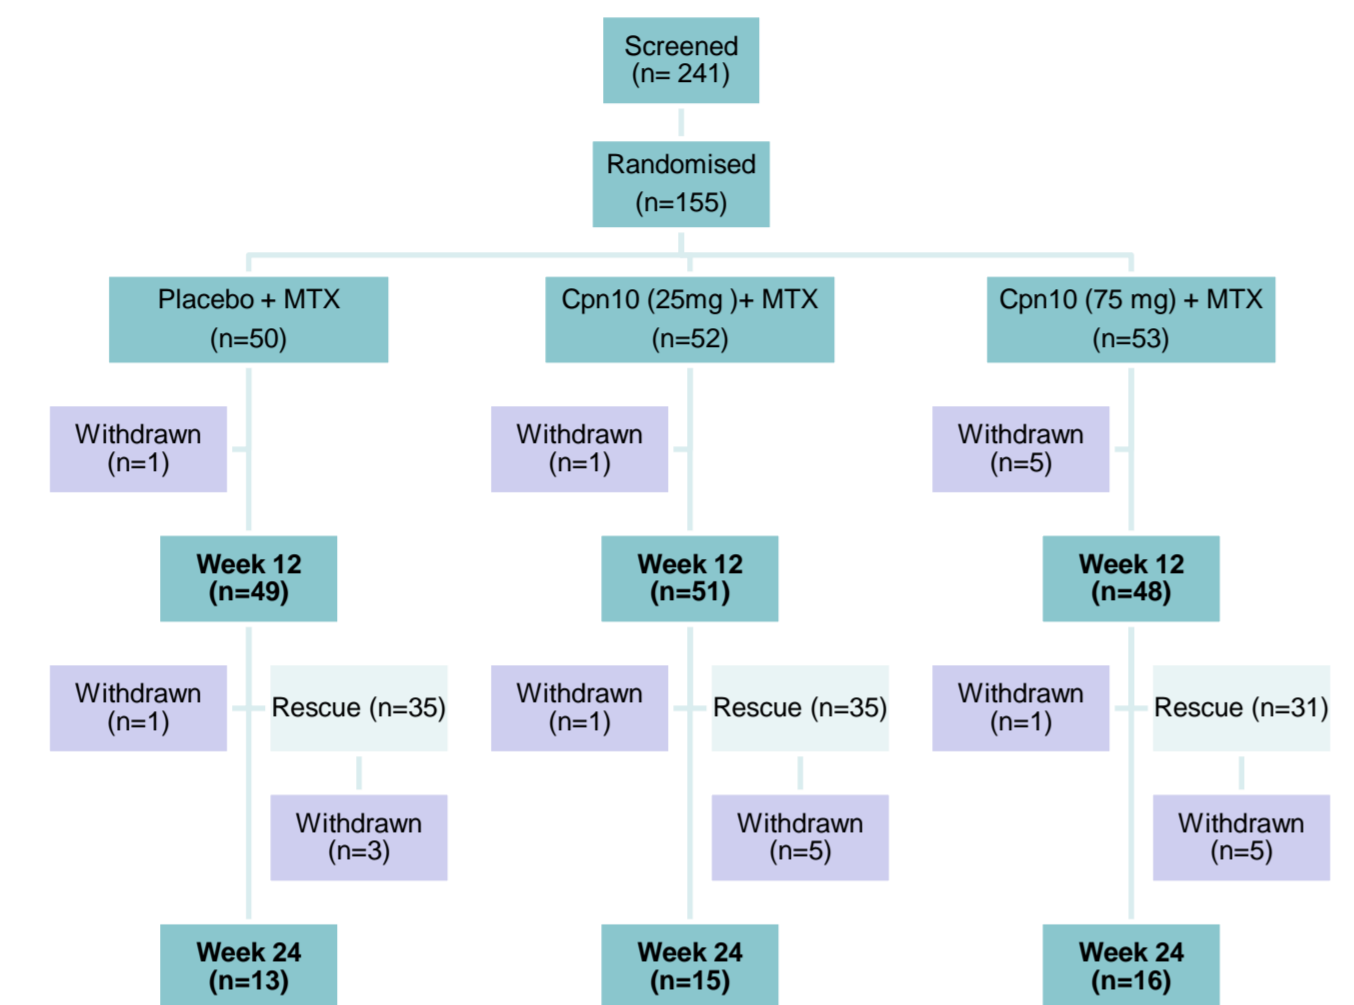 Screened
(n= 241)
Randomised
(n=155)
Placebo + MTX
(n=50)
Cpn10 (25mg )+ MTX
(n=52)
Cpn10 (75 mg) + MTX
(n=53)
Withdrawn
(n=1)
Withdrawn
(n=1)
Withdrawn
(n=5)
Week 12
(n=49)
Week 12
(n=51)
Week 12
(n=48)
Withdrawn
(n=1)
Rescue (n=35)
Withdrawn
(n=1)
Rescue (n=35)
Withdrawn
(n=1)
Rescue (n=31)
Withdrawn
(n=3)
Withdrawn
(n=5)
Withdrawn
(n=5)
Week 24
(n=13)
Week 24
(n=15)
Week 24
(n=16)